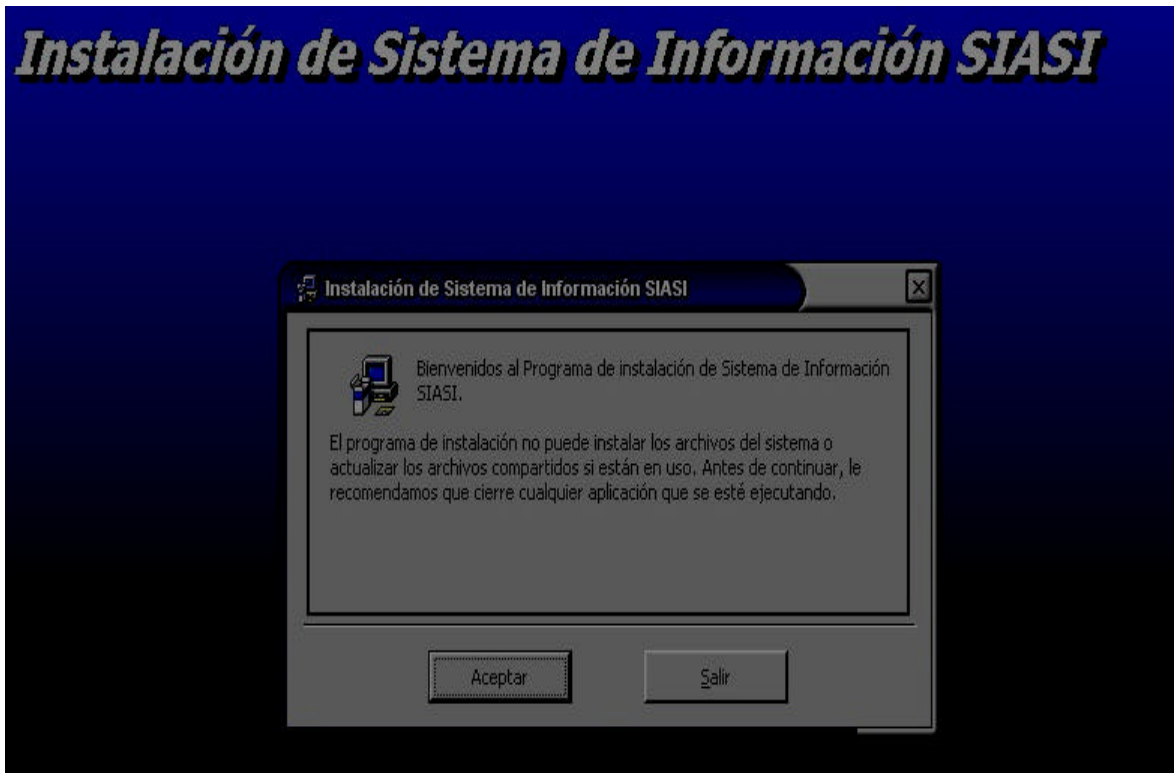 Instalación de Sistema de Información SIASI
Instalación de Sistema de Información SIASI
Bienvenidos al Programa de instalación de Sistema de Información
SIASI.
El programa de instalación no puede instalar los archivos del sistema o
actualizar los archivos compartidos si están en uso. Antes de continuar, le
recomendamos que cierre cualquier aplicación que se esté ejecutando.
Aceptar
Salir